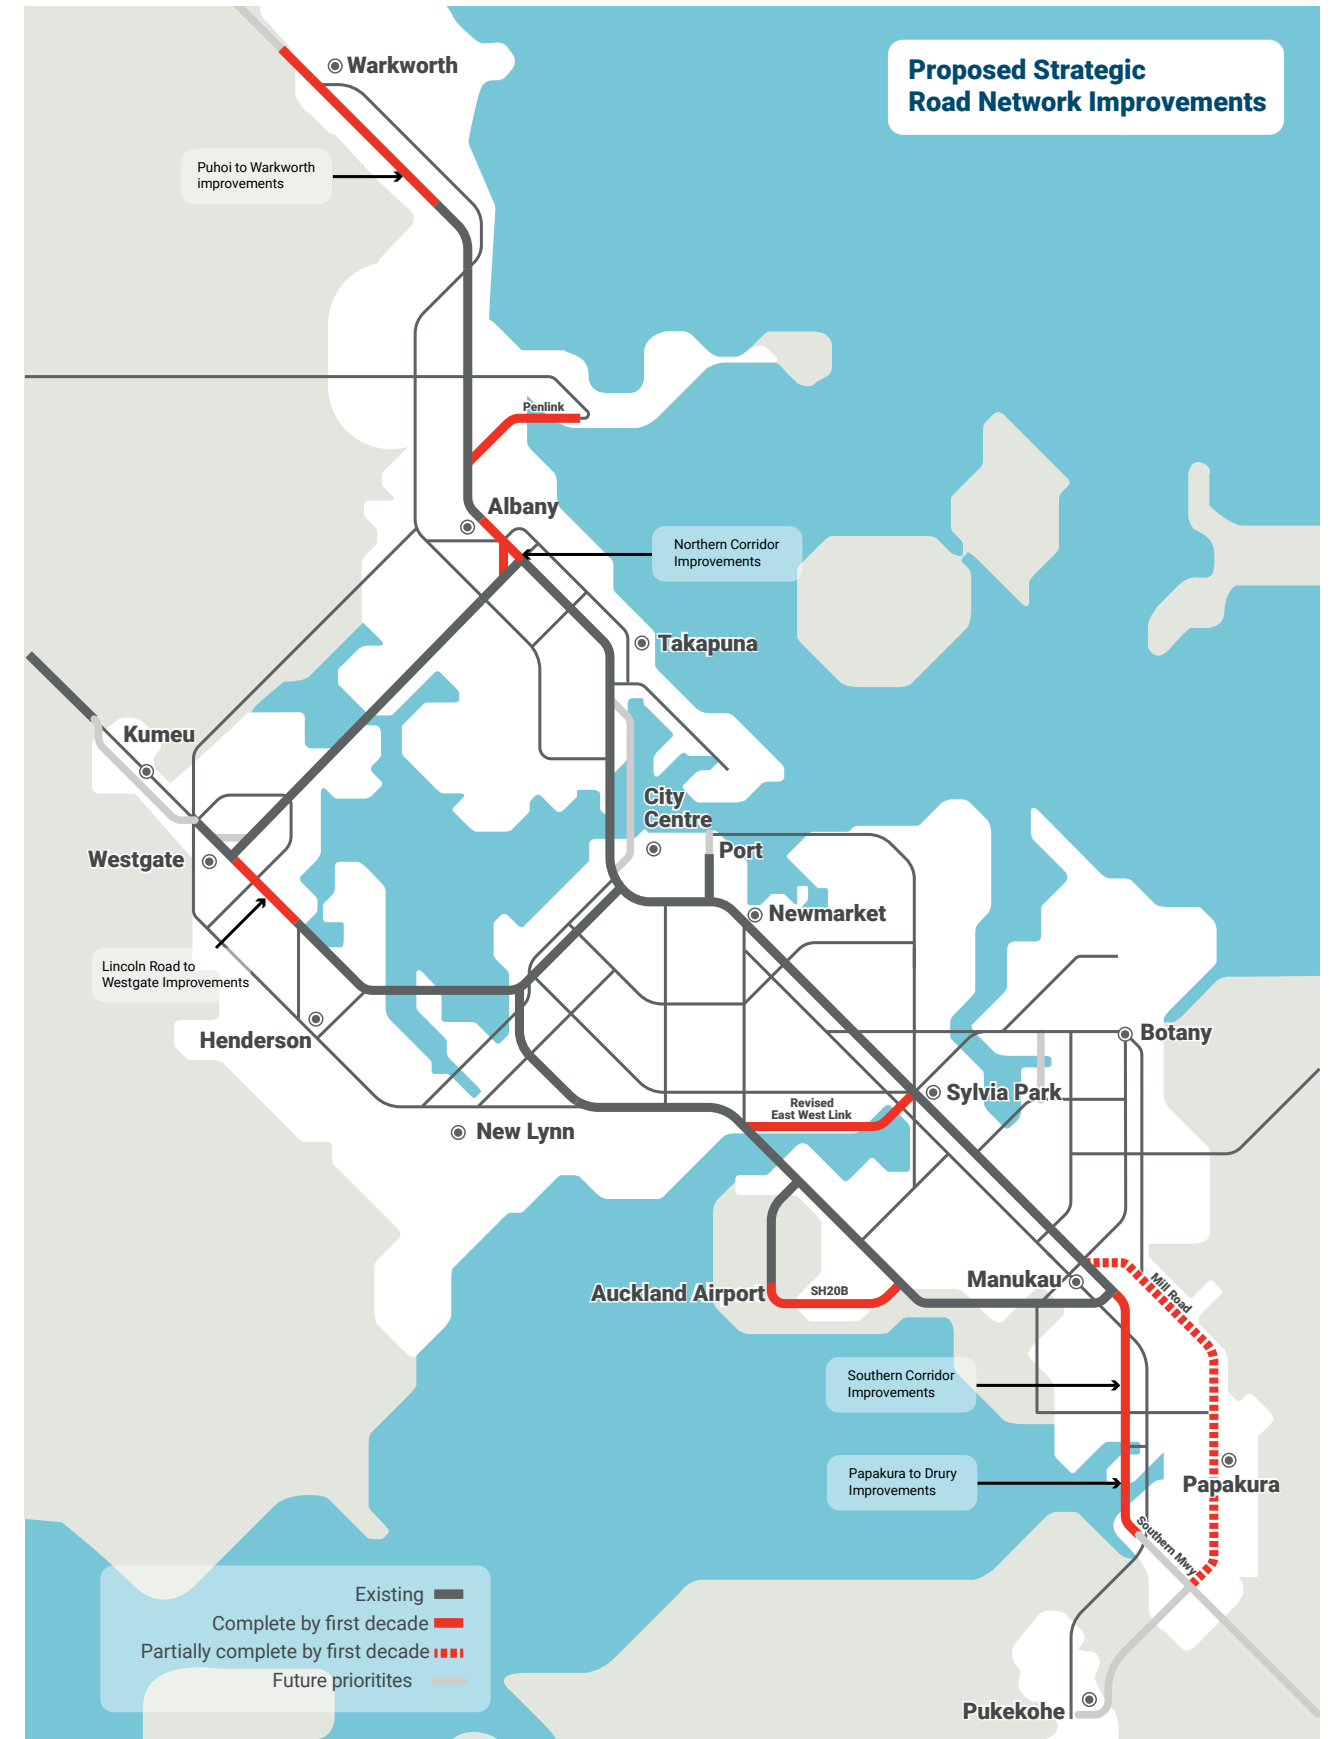 Proposed Strategic
Road Network Improvements
Warkworth
Puhoi to Warkworth
improvements
Penlink
Albany
Northern Corridor
Improvements
Takapuna
Kumeu
City
Centre
Port
Westgate
Newmarket
Lincoln Road to
Westgate Improvements
Henderson
Botany
Sylvia Park
Revised
East West Link
New Lynn
Manukau
Auckland Airport
SH20B
Mill Road
Southern Corridor
Improvements
Papakura to Drury
Improvements
Papakura
Southern Mwy
Existing
Complete by first decade
Partially complete by first decade
Future prioritites
Pukekohe